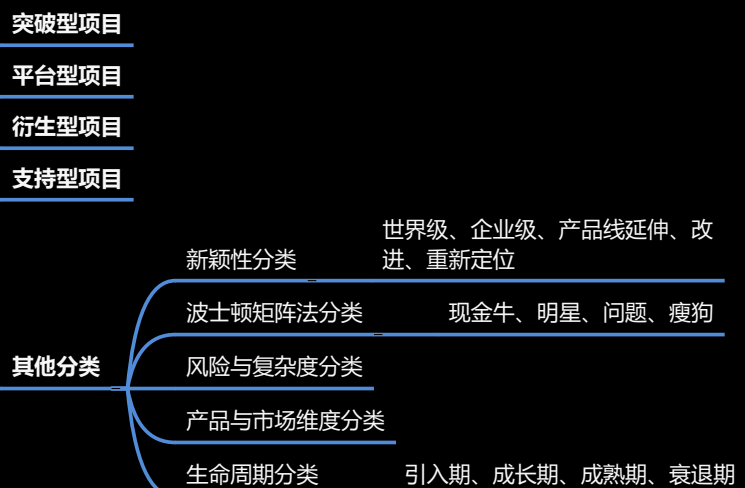 突破型项目
平台型项目
衍生型项目
支持型项目
其他分类
新颖性分类
世界级、企业级、产品线延伸、改
进、重新定位
波士顿矩阵法分类
现金牛、明星、问题、瘦狗
风险与复杂度分类
产品与市场维度分类
生命周期分类
引入期、成长期、成熟期、衰退期